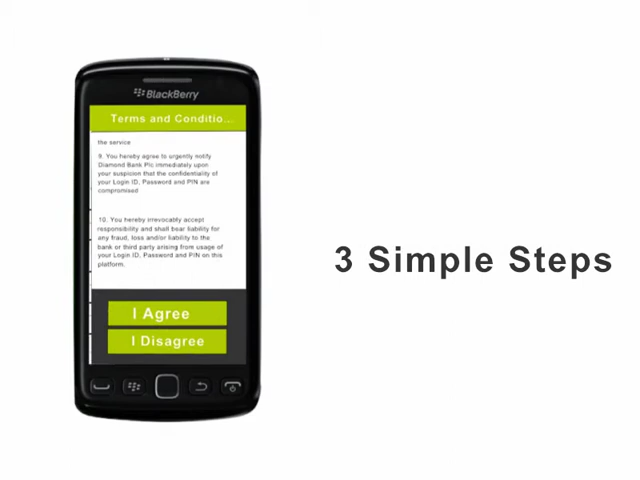 BlackBerry
Terms and Conditio...
the service
9. You hereby agree to urgently notify
Diamond Bank Plc immediately upon
your suspicion that the confidentiality of
your Login ID, Password and PIN are
compromised
10. You hereby irrevocably accept
responsibility and shall bear liability for
any fraud, loss and/or liability to the
bank or third party arising from usage of
your Login ID, Password and PIN on this
platform.
I Agree
I Disagree
3 Simple Steps